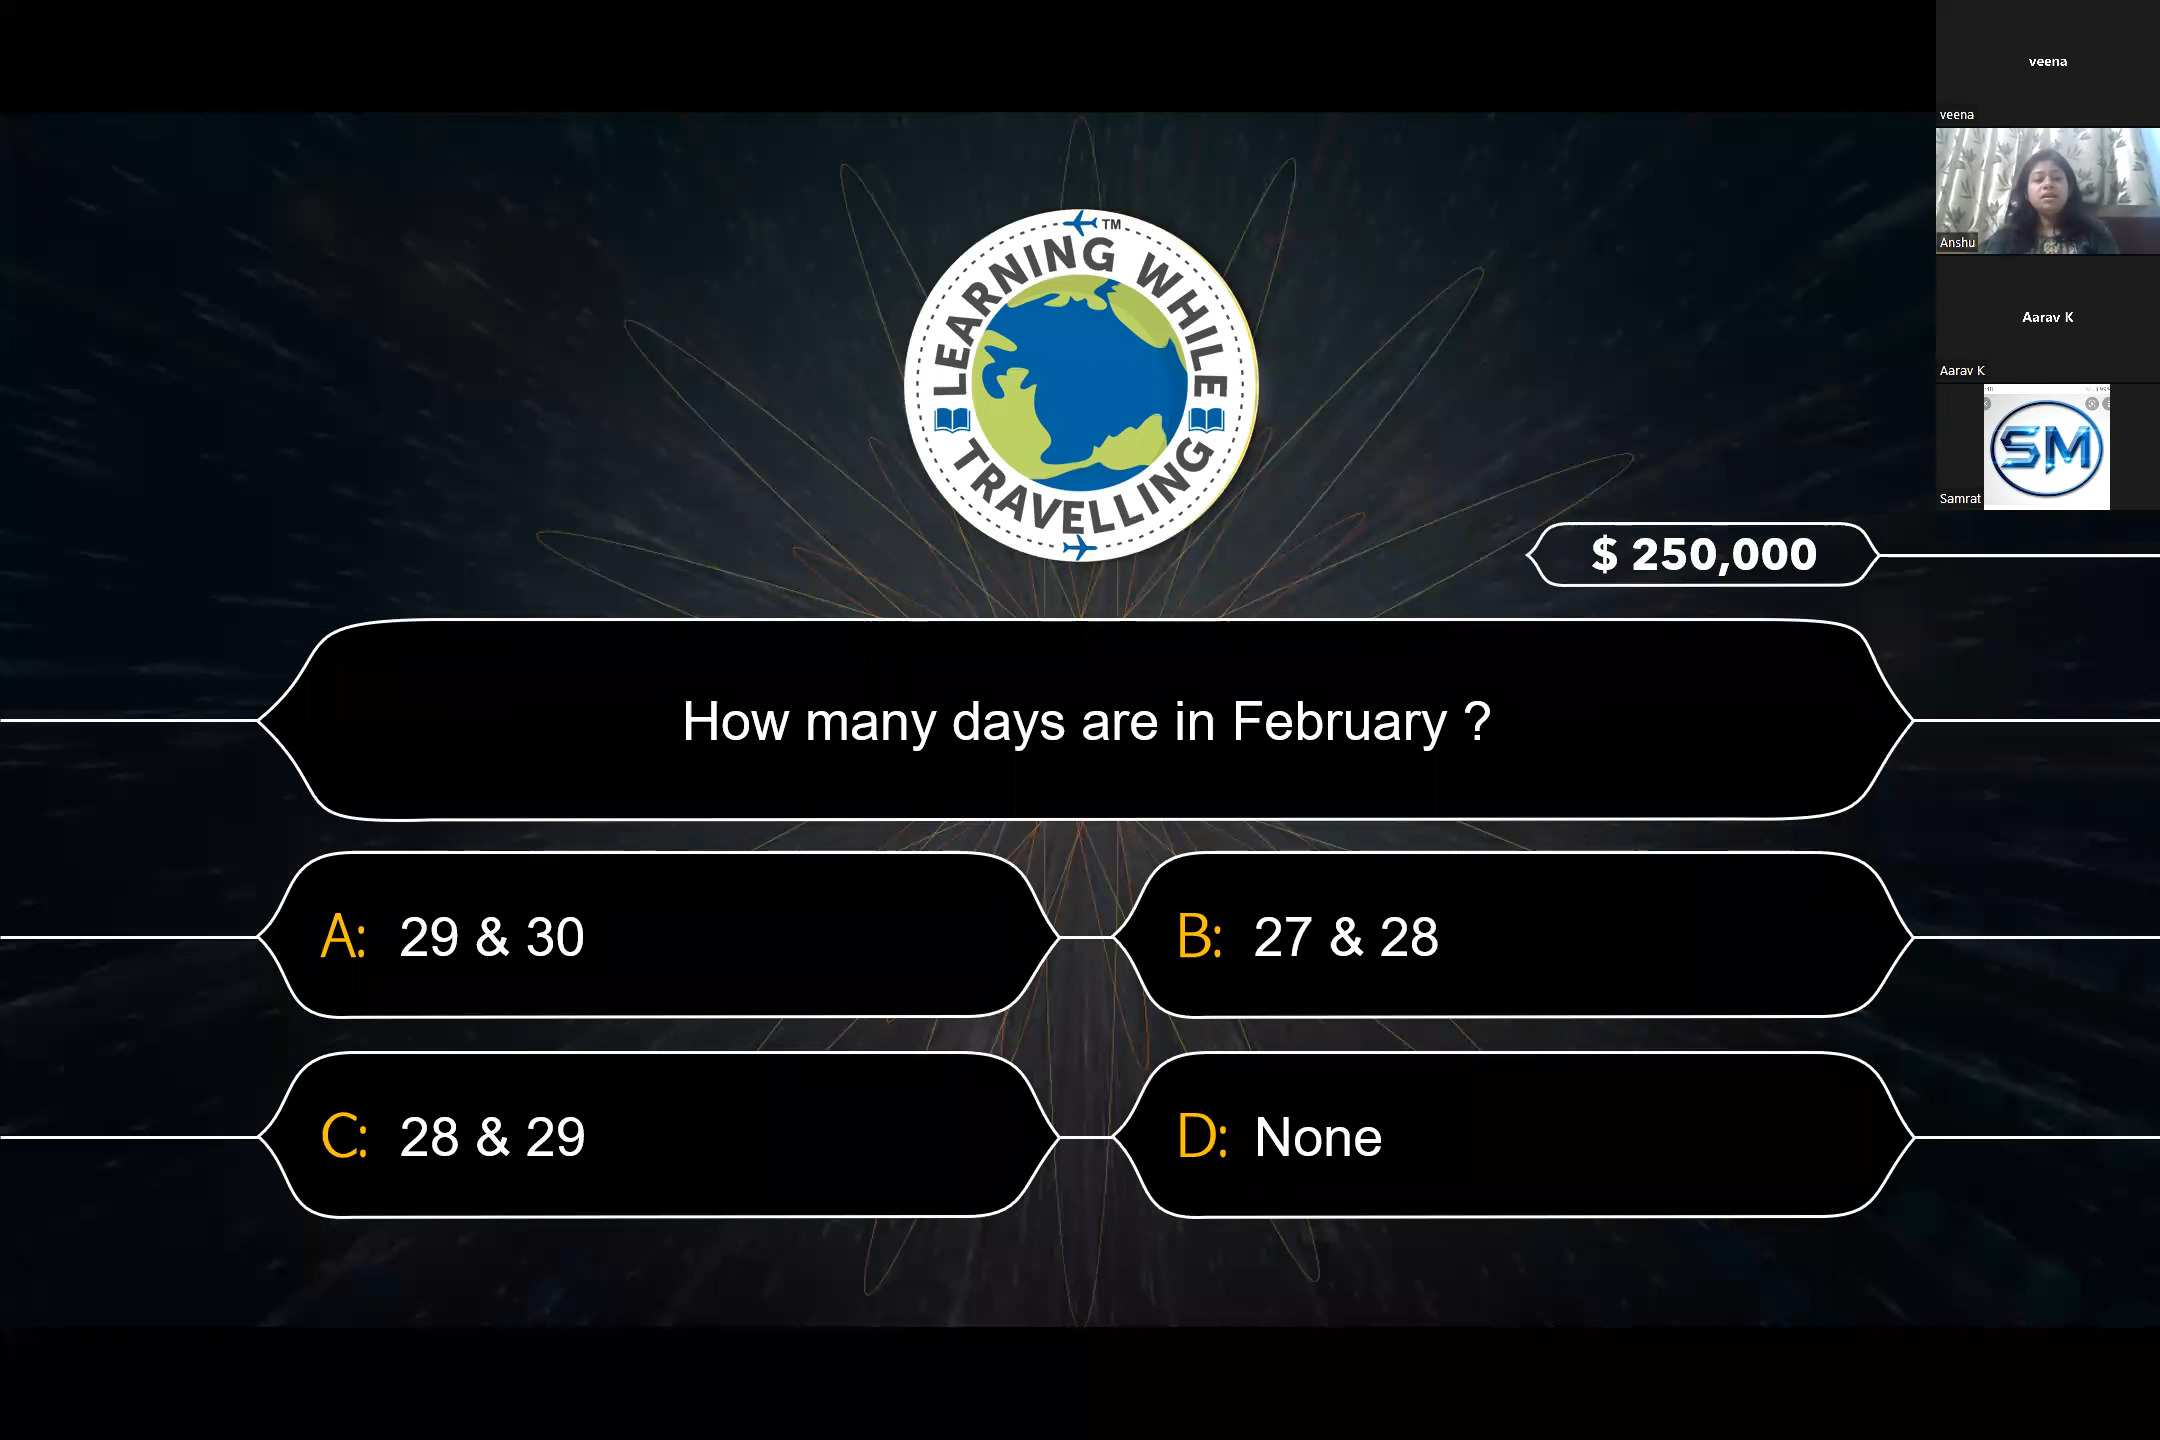 veena
veena
Anshu
Aarav K
Aarav K
SM
Samrat
LEARNING WHILE TRAVELLING
TM
$ 250,000
How many days are in February ?
A: 29 & 30
B: 27 & 28
C: 28 & 29
D: None